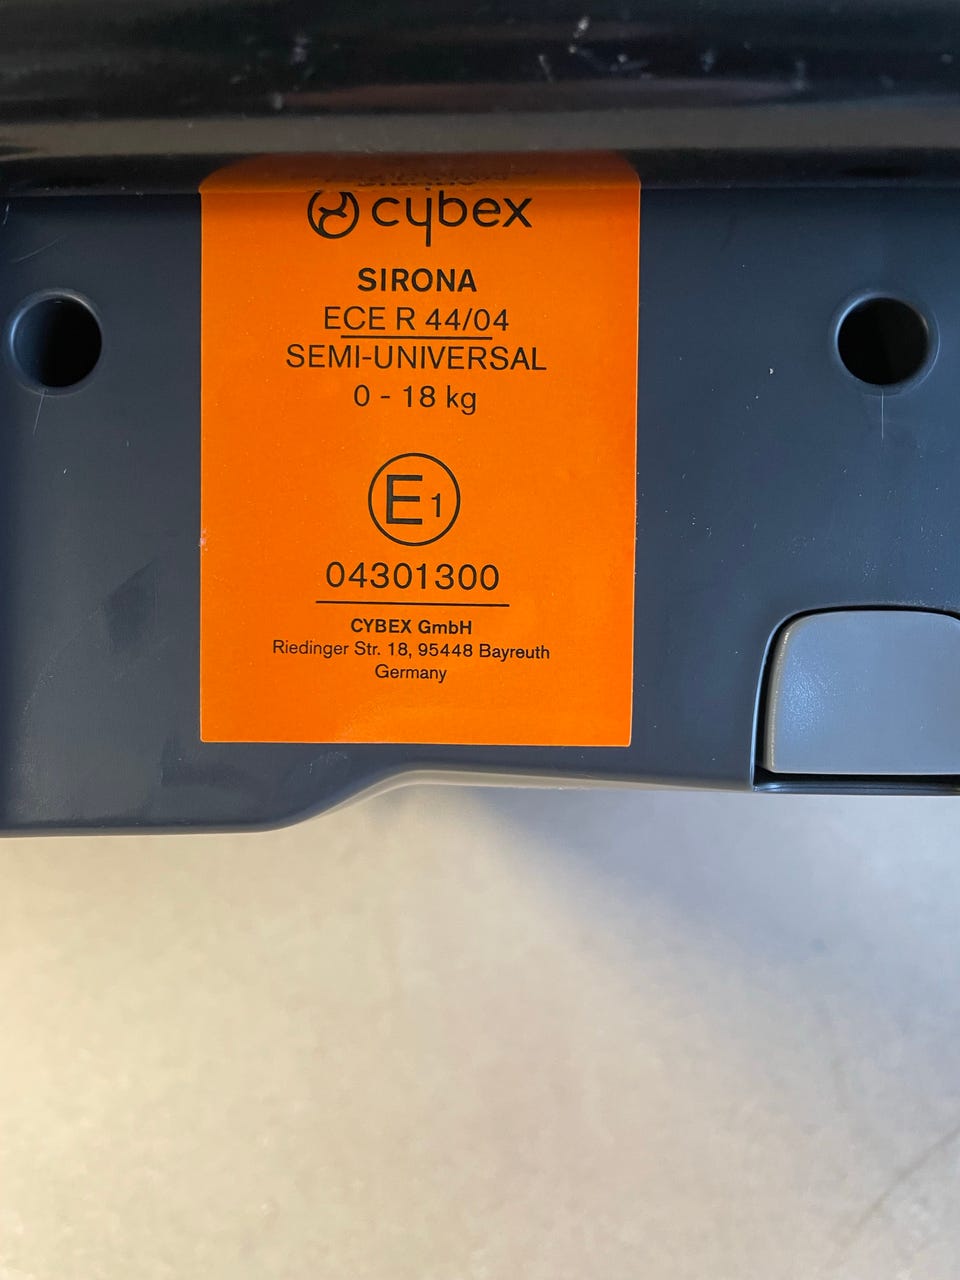 cybex
SIRONA
ECE R 44/04
SEMI-UNIVERSAL
0 - 18 kg
E1
04301300
CYBEX GmbH
Riedinger Str. 18, 95448 Bayreuth
Germany